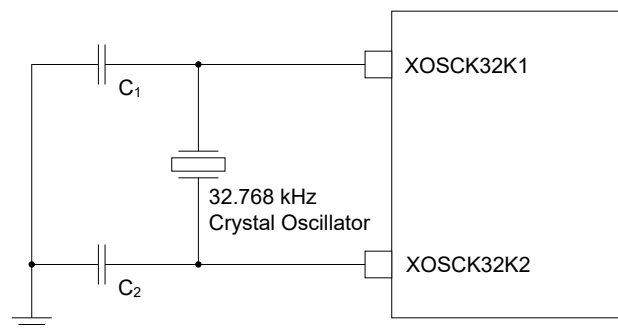 XOSCK32K1
C₁
32.768 kHz
Crystal Oscillator
XOSCK32K2
C₂